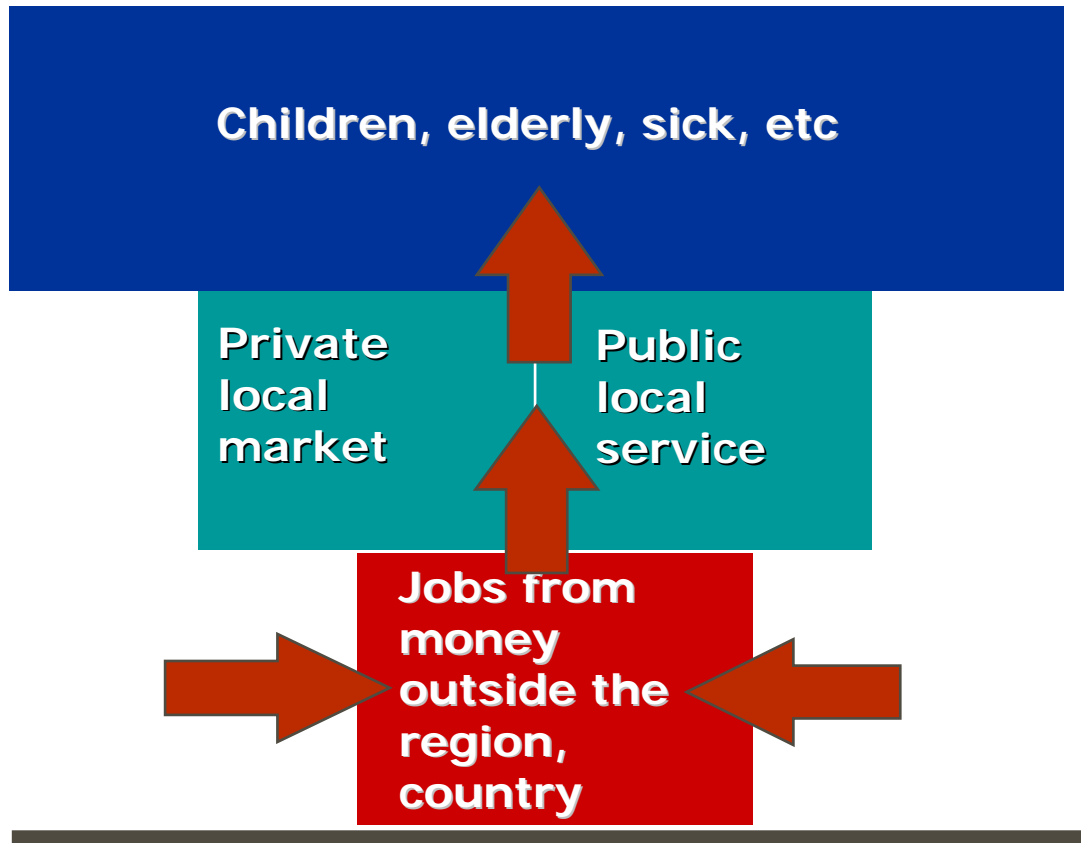 Children, elderly, sick, etc
Private
local
market
Public
local
service
Jobs from
money
outside the
region,
country